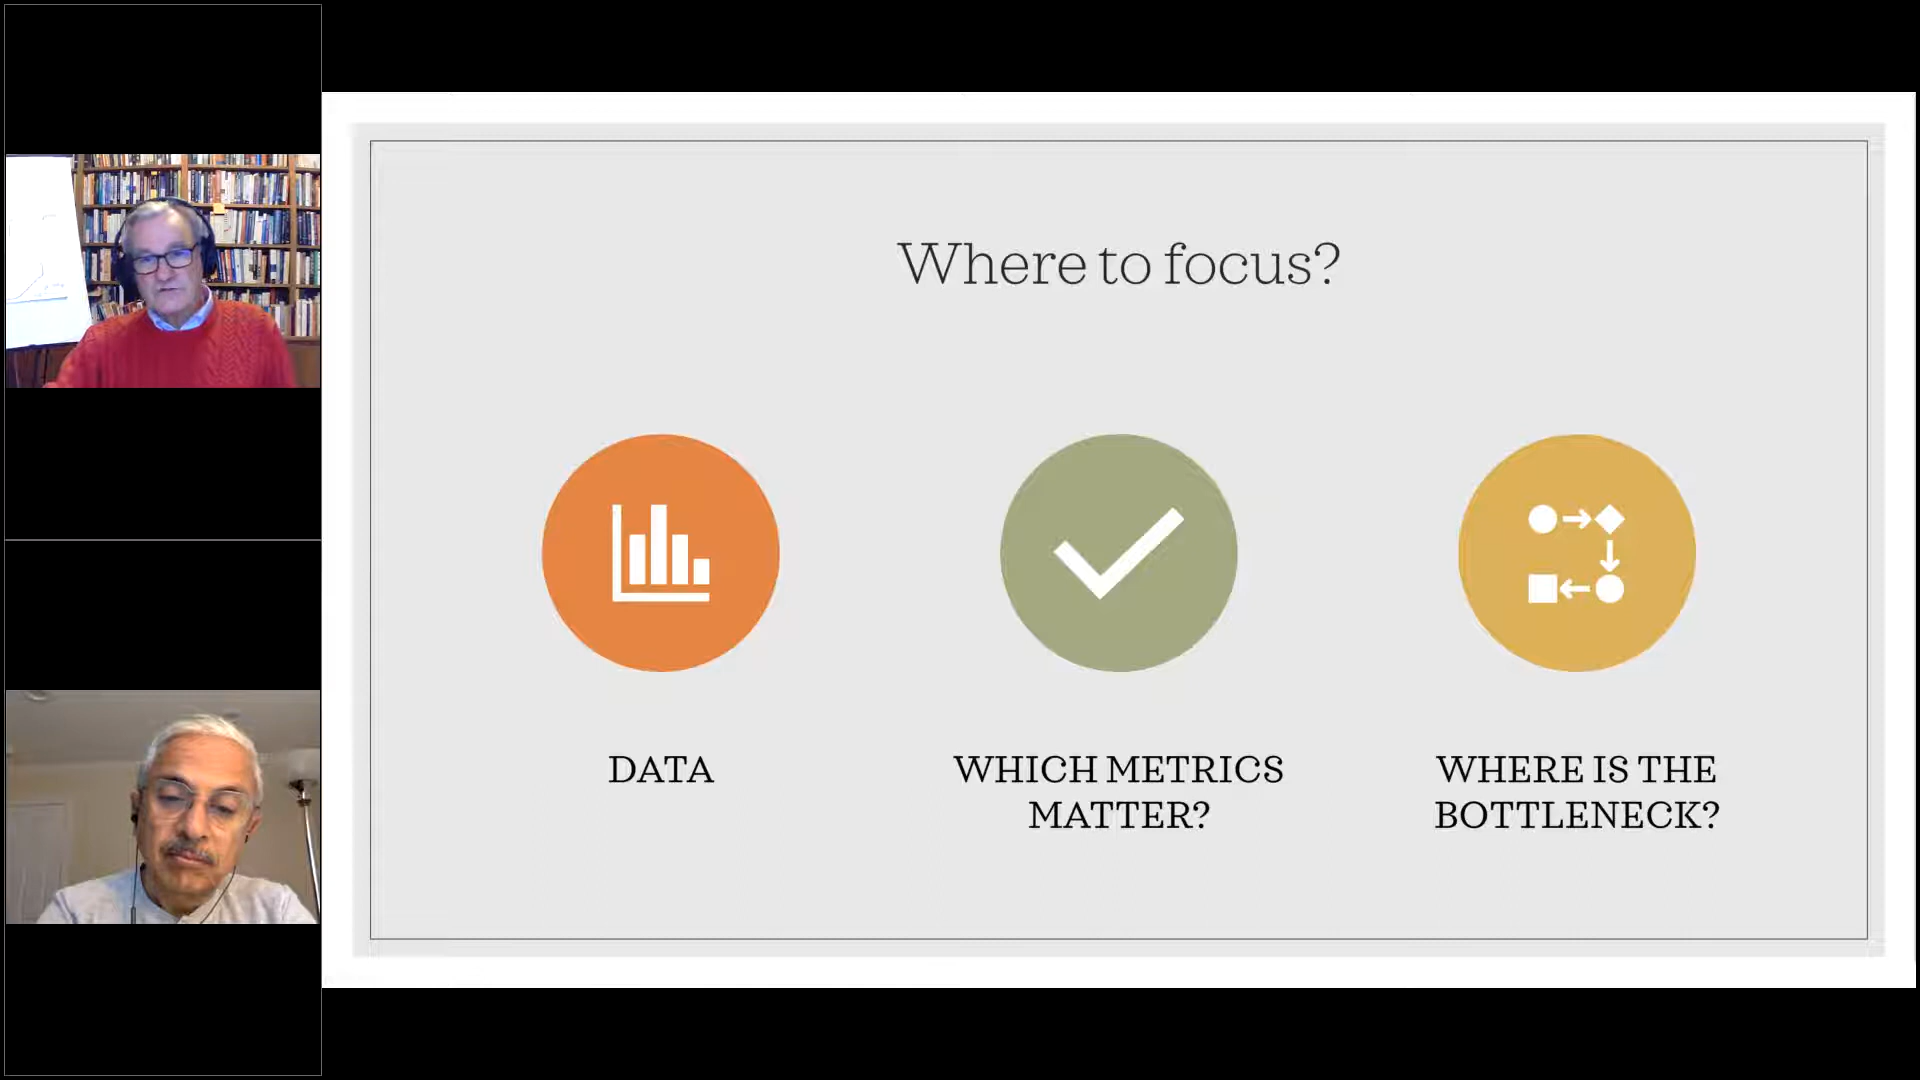 Where to focus?
DATA
WHICH METRICS
MATTER?
WHERE IS THE
BOTTLENECK?